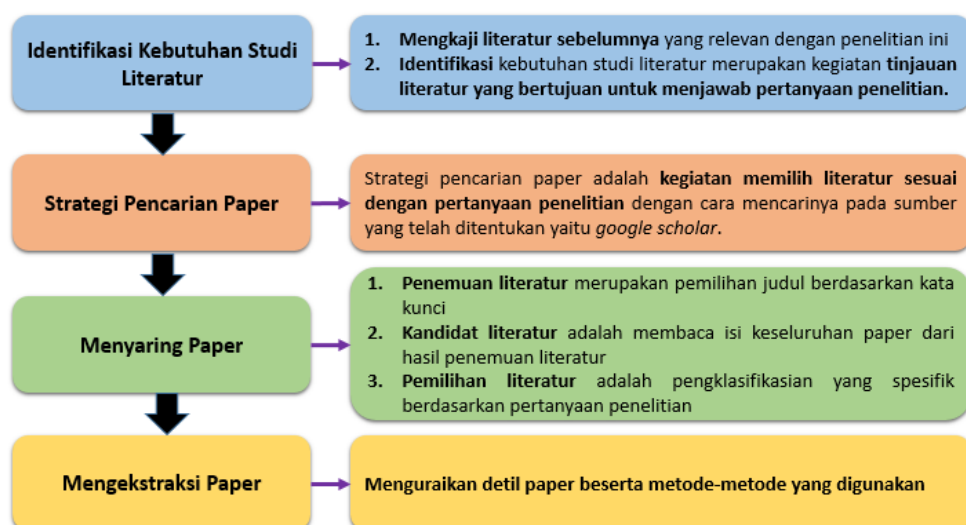 Identifikasi Kebutuhan Studi
Literatur
1. Mengkaji literatur sebelumnya yang relevan dengan penelitian ini
2. Identifikasi kebutuhan studi literatur merupakan kegiatan tinjauan
literatur yang bertujuan untuk menjawab pertanyaan penelitian.
Strategi Pencarian Paper
Strategi pencarian paper adalah kegiatan memilih literatur sesuai
dengan pertanyaan penelitian dengan cara mencarinya pada sumber
yang telah ditentukan yaitu google scholar.
Menyaring Paper
1. Penemuan literatur merupakan pemilihan judul berdasarkan kata
kunci
2. Kandidat literatur adalah membaca isi keseluruhan paper dari
hasil penemuan literatur
3. Pemilihan literatur adalah pengklasifikasian yang spesifik
berdasarkan pertanyaan penelitian
Mengekstraksi Paper
Menguraikan detil paper beserta metode-metode yang digunakan